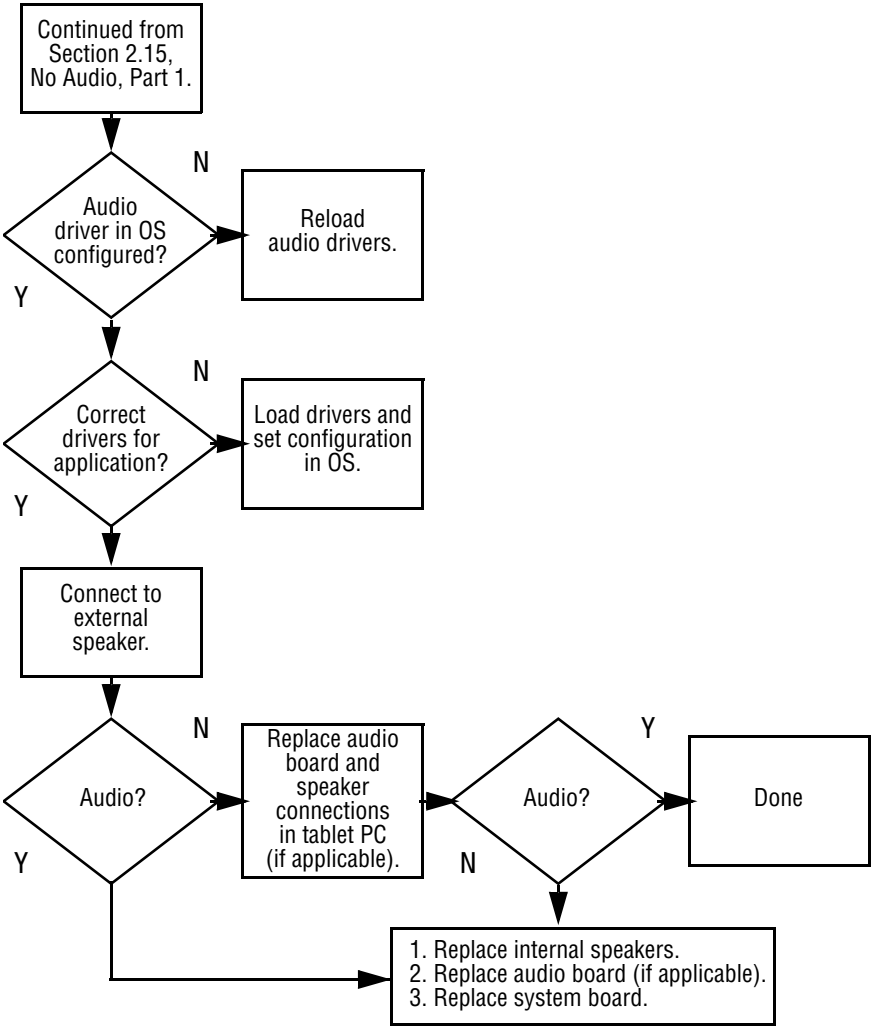 Continued from
Section 2.15,
No Audio, Part 1.
N
Audio
driver in OS
configured?
Reload
audio drivers.
Y
N
Correct
drivers for
application?
Load drivers and
set configuration
in OS.
Y
Connect to
external
speaker.
N
Audio?
Replace audio
board and
speaker
connections
in tablet PC
(if applicable).
Y
Audio?
Done
Y
N
1. Replace internal speakers.
2. Replace audio board (if applicable).
3. Replace system board.